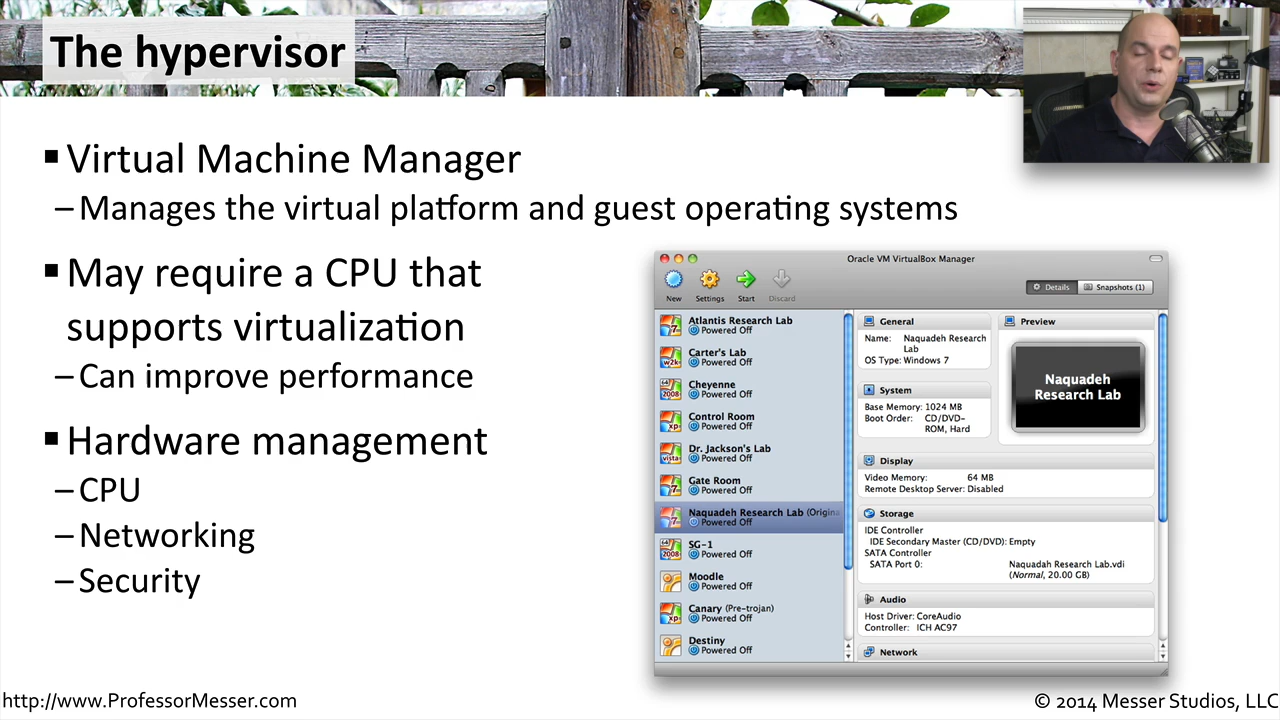 The hypervisor
▪ Virtual Machine Manager
– Manages the virtual platform and guest operating systems
▪ May require a CPU that
supports virtualization
– Can improve performance
▪ Hardware management
– CPU
– Networking
– Security
Oracle VM VirtualBox Manager
New Settings Start Discard
Details Snapshots (1)
Atlantis Research Lab
Powered Off
Carter's Lab
Powered Off
Cheyenne
Powered Off
Control Room
Powered Off
Dr. Jackson's Lab
Powered Off
Gate Room
Powered Off
Naquadeh Research Lab (Origina
Powered Off
SG-1
Powered Off
Moodle
Powered Off
Canary (Pre-trojan)
Powered Off
Destiny
Powered Off
General
Name: Naquadeh Research
Lab
OS Type: Windows 7
System
Base Memory: 1024 MB
Boot Order: CD/DVD-
ROM, Hard
Preview
Naquadeh
Research Lab
Display
Video Memory: 64 MB
Remote Desktop Server: Disabled
Storage
IDE Controller
IDE Secondary Master (CD/DVD): Empty
SATA Controller
SATA Port 0: Naquadah Research Lab.vdi
(Normal, 20.00 GB)
Audio
Host Driver: CoreAudio
Controller: ICH AC97
Network
http://www.ProfessorMesser.com
© 2014 Messer Studios, LLC